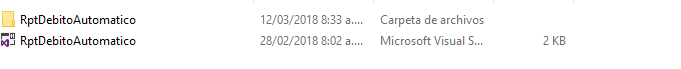 RptDebitoAutomatico 12/03/2018 8:33 a.... Carpeta de archivos
RptDebitoAutomatico 28/02/2018 8:02 a.... Microsoft Visual S... 2 KB